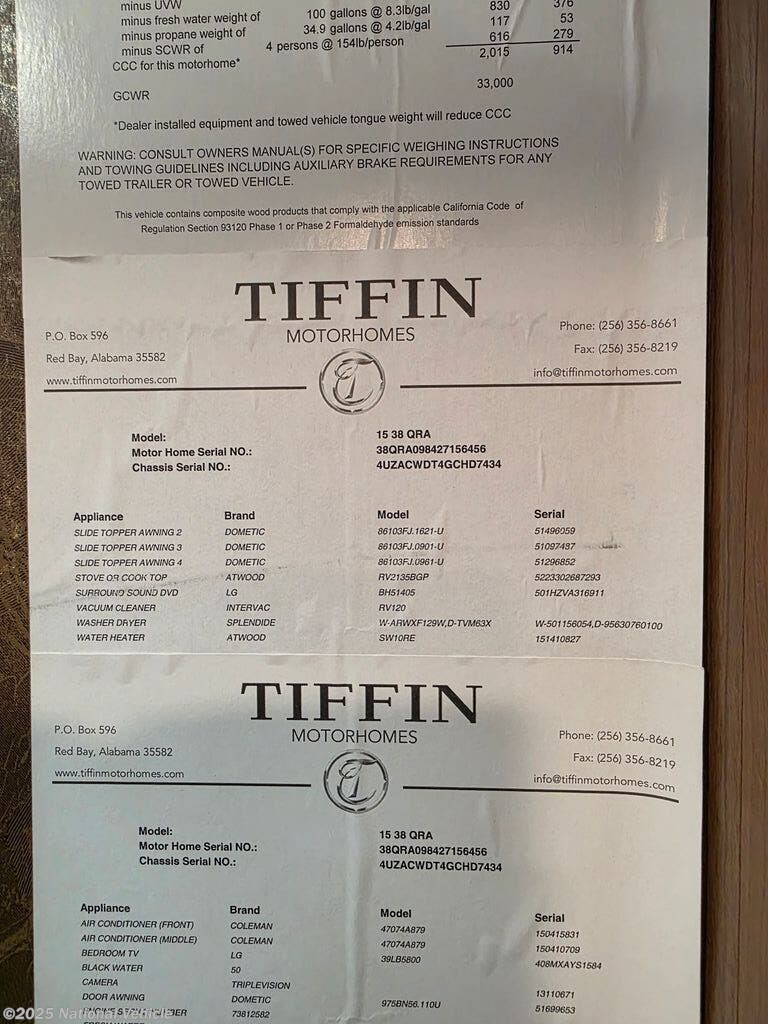 minus UVW
minus fresh water weight of 100 gallons @ 8.3lb/gal 830 376
minus propane weight of 34.9 gallons @ 4.2lb/gal 117 53
minus SCWR of 4 persons @ 154lb/person 616 279
CCC for this motorhome* 2,015 914
GCWR 33,000
*Dealer installed equipment and towed vehicle tongue weight will reduce CCC
WARNING: CONSULT OWNERS MANUAL(S) FOR SPECIFIC WEIGHING INSTRUCTIONS
AND TOWING GUIDELINES INCLUDING AUXILIARY BRAKE REQUIREMENTS FOR ANY
TOWED TRAILER OR TOWED VEHICLE.
This vehicle contains composite wood products that comply with the applicable California Code of
Regulation Section 93120 Phase 1 or Phase 2 Formaldehyde emission standards
TIFFIN
MOTORHOMES
P.O. Box 596 Phone: (256) 356-8661
Red Bay, Alabama 35582 Fax: (256) 356-8219
www.tiffinmotorhomes.com info@tiffinmotorhomes.com
T
Model: 15 38 QRA
Motor Home Serial NO.: 38QRA098427156456
Chassis Serial NO.: 4UZACWDT4GCHD7434
Appliance Brand Model Serial
SLIDE TOPPER AWNING 2 DOMETIC 86103FJ.1621-U 51496059
SLIDE TOPPER AWNING 3 DOMETIC 86103FJ.0901-U 51097487
SLIDE TOPPER AWNING 4 DOMETIC 86103FJ.0961-U 51296852
STOVE OR COOK TOP ATWOOD RV2135BGP 5223302687293
SURROUND SOUND DVD LG BH51405 501HZVA316911
VACUUM CLEANER INTERVAC RV120
WASHER DRYER SPLENDIDE W-ARWXF129W,D-TVM63X W-501156054,D-95630760100
WATER HEATER ATWOOD SW10RE 151410827
TIFFIN
MOTORHOMES
P.O. Box 596 Phone: (256) 356-8661
Red Bay, Alabama 35582 Fax: (256) 356-8219
www.tiffinmotorhomes.com info@tiffinmotorhomes.com
T
Model: 15 38 QRA
Motor Home Serial NO.: 38QRA098427156456
Chassis Serial NO.: 4UZACWDT4GCHD7434
Appliance Brand Model Serial
AIR CONDITIONER (FRONT) COLEMAN 47074A879 150415831
AIR CONDITIONER (MIDDLE) COLEMAN 47074A879 150410709
BEDROOM TV LG 39LB5800 408MXAYS1584
BLACK WATER 50
CAMERA TRIPLEVISION 13110671
DOOR AWNING DOMETIC 975BN56.110U 51699653
73812582
©2025 National Vehicle